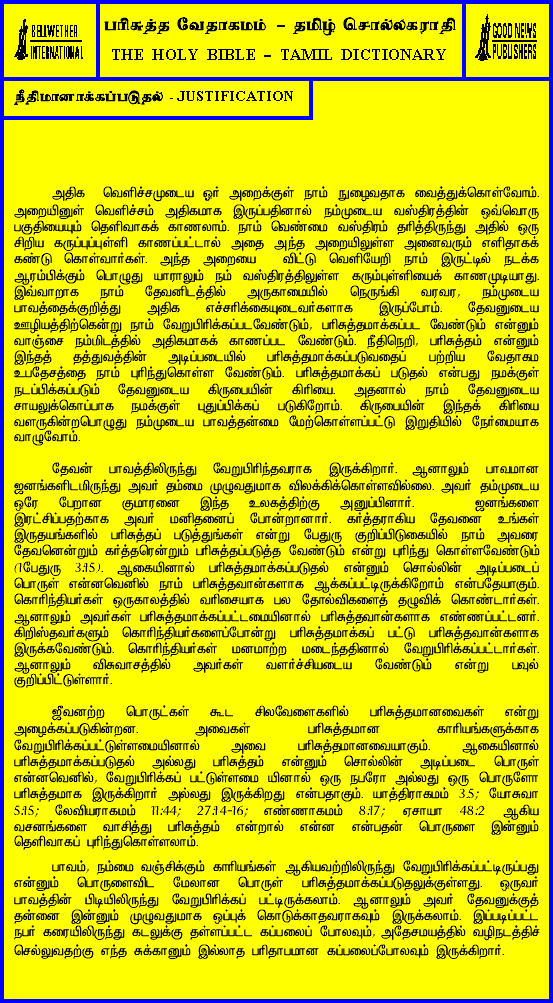 BELLWETHER
INTERNATIONAL
பரிசுத்த வேதாகமம் – தமிழ் சொல்லகராதி
THE HOLY BIBLE – TAMIL DICTIONARY
GOOD NEWS
PUBLISHERS
நீதிமானாக்கப்படுதல் - JUSTIFICATION
அதிக வெளிச்சமுடைய ஓர் அறைக்குள் நாம் நுழைவதாக வைத்துக்கொள்வோம்.
அறையினுள் வெளிச்சம் அதிகமாக இருப்பதினால் நம்முடைய வஸ்திரத்தின் ஒவ்வொரு
பகுதியையும் தெளிவாகக் காணலாம். நாம் வெண்மை வஸ்திரம் தரித்திருந்து அதில் ஒரு
சிறிய கருப்புப்புள்ளி காணப்பட்டால் அதை அந்த அறையிலுள்ள அனைவரும் எளிதாகக்
கண்டு கொள்வார்கள். அந்த அறையை விட்டு வெளியேறி நாம் இருட்டில் நடக்க
ஆரம்பிக்கும் பொழுது யாராலும் நம் வஸ்திரத்திலுள்ள கரும்புள்ளியைக் காணமுடியாது.
இவ்வாறாக நாம் தேவனிடத்தில் அருகாமையில் நெருங்கி வரவர, நம்முடைய
பாவத்தைக்குறித்து அதிக எச்சரிக்கையுடைவர்களாக இருப்போம். தேவனுடைய
ஊழியத்திற்கென்று நாம் வேறுபிரிக்கப்படவேண்டும், பரிசுத்தமாக்கப்பட வேண்டும் என்னும்
வாஞ்சை நம்மிடத்தில் அதிகமாகக் காணப்பட வேண்டும். நீதிநெறி, பரிசுத்தம் என்னும்
இந்தத் தத்துவத்தின் அடிப்படையில் பரிசுத்தமாக்கப்படுவதைப் பற்றிய வேதாகம
உபதேசத்தை நாம் புரிந்துகொள்ள வேண்டும். பரிசுத்தமாக்கப் படுதல் என்பது நமக்குள்
நடப்பிக்கப்படும் தேவனுடைய கிருபையின் கிரியை. அதனால் நாம் தேவனுடைய
சாயலுக்கொப்பாக நமக்குள் புதுப்பிக்கப் படுகிறோம். கிருபையின் இந்தக் கிரியை
வளருகின்றபொழுது நம்முடைய பாவத்தன்மை மேற்கொள்ளப்பட்டு இறுதியில் நேர்மையாக
வாழுவோம்.
தேவன் பாவத்திலிருந்து வேறுபிரிந்தவராக இருக்கிறார். ஆனாலும் பாவமான
ஜனங்களிடமிருந்து அவர் தம்மை முழுவதுமாக விலக்கிக்கொள்ளவில்லை. அவர் தம்முடைய
ஒரே பேறான குமாரனை இந்த உலகத்திற்கு அனுப்பினார். ஜனங்களை
இரட்சிப்பதற்காக அவர் மனிதனைப் போன்றானார். கர்த்தராகிய தேவனை உங்கள்
இருதயங்களில் பரிசுத்தப் படுத்துங்கள் என்று பேதுரு குறிப்பிடுகையில் நாம் அவரை
தேவனென்றும் கர்த்தரென்றும் பரிசுத்தப்படுத்த வேண்டும் என்று புரிந்து கொள்ளவேண்டும்
(1பேதுரு 3:15). ஆகையினால் பரிசுத்தமாக்கப்படுதல் என்னும் சொல்லின் அடிப்படைப்
பொருள் என்னவெனில் நாம் பரிசுத்தவான்களாக ஆக்கப்பட்டிருக்கிறோம் என்பதேயாகும்.
கொரிந்தியர்கள் ஒருகாலத்தில் வரிசையாக பல தோல்விகளைத் தழுவிக் கொண்டார்கள்.
ஆனாலும் அவர்கள் பரிசுத்தமாக்கப்பட்டமையினால் பரிசுத்தவான்களாக எண்ணப்பட்டனர்.
கிறிஸ்தவர்களும் கொரிந்தியர்களைப்போன்று பரிசுத்தமாக்கப் பட்டு பரிசுத்தவான்களாக
இருக்கவேண்டும். கொரிந்தியர்கள் மனமாற்ற மடைந்ததினால் வேறுபிரிக்கப்பட்டார்கள்.
ஆனாலும் விசுவாசத்தில் அவர்கள் வளர்ச்சியடைய வேண்டும் என்று பவுல்
குறிப்பிட்டுள்ளார்.
ஜீவனற்ற பொருட்கள் கூட சிலவேளைகளில் பரிசுத்தமானவைகள் என்று
அழைக்கப்படுகின்றன. அவைகள் பரிசுத்தமான காரியங்களுக்காக
வேறுபிரிக்கப்பட்டுள்ளமையினால் அவை பரிசுத்தமானவையாகும். ஆகையினால்
பரிசுத்தமாக்கப்படுதல் அல்லது பரிசுத்தம் என்னும் சொல்லின் அடிப்படை பொருள்
என்னவெனில், வேறுபிரிக்கப் பட்டுள்ளமை யினால் ஒரு நபரோ அல்லது ஒரு பொருளோ
பரிசுத்தமாக இருக்கிறார் அல்லது இருக்கிறது என்பதாகும். யாத்திராகமம் 3:5; யோசுவா
5:15; லேவியராகமம் 11:44; 27:14-16; எண்ணாகமம் 8:17; ஏசாயா 48:2 ஆகிய
வசனங்களை வாசித்து பரிசுத்தம் என்றால் என்ன என்பதன் பொருளை இன்னும்
தெளிவாகப் புரிந்துகொள்ளலாம்.
பாவம், நம்மை வஞ்சிக்கும் காரியங்கள் ஆகியவற்றிலிருந்து வேறுபிரிக்கப்பட்டிருப்பது
என்னும் பொருளைவிட மேலான பொருள் பரிசுத்தமாக்கப்படுதலுக்குள்ளது. ஒருவர்
பாவத்தின் பிடியிலிருந்து வேறுபிரிக்கப் பட்டிருக்கலாம். ஆனாலும் அவர் தேவனுக்குத்
தன்னை இன்னும் முழுவதுமாக ஒப்புக் கொடுக்காதவராகவும் இருக்கலாம். இப்படிப்பட்ட
நபர் கரையிலிருந்து கடலுக்கு தள்ளப்பட்ட கப்பலைப் போலவும், அதேசமயத்தில் வழிநடத்திச்
செல்லுவதற்கு எந்த சுக்கானும் இல்லாத பரிதாபமான கப்பலைப்போலவும் இருக்கிறார்.